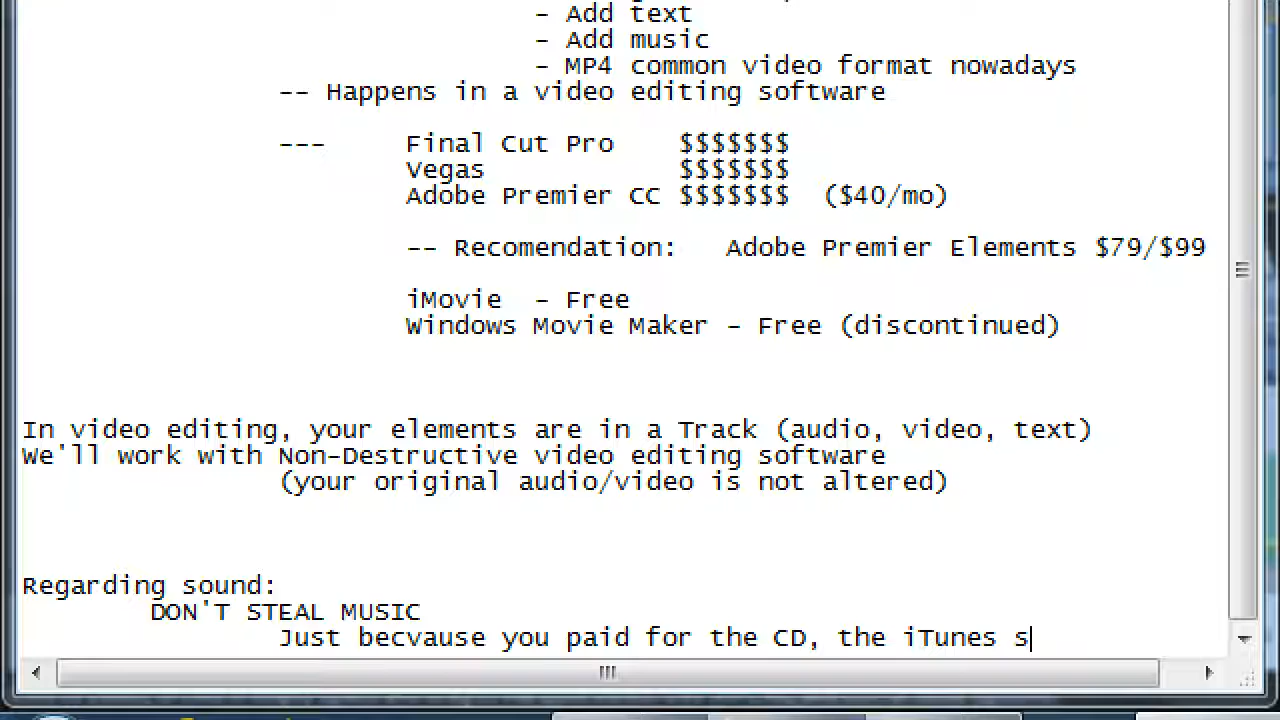 - Add text
- Add music
- MP4 common video format nowadays
-- Happens in a video editing software
--- Final Cut Pro $$$$$$$
Vegas $$$$$$$
Adobe Premier CC $$$$$$$ ($40/mo)
-- Recomendation: Adobe Premier Elements $79/$99
iMovie - Free
Windows Movie Maker - Free (discontinued)
In video editing, your elements are in a Track (audio, video, text)
We'll work with Non-Destructive video editing software
(your original audio/video is not altered)
Regarding sound:
DON'T STEAL MUSIC
Just becvause you paid for the CD, the iTunes s